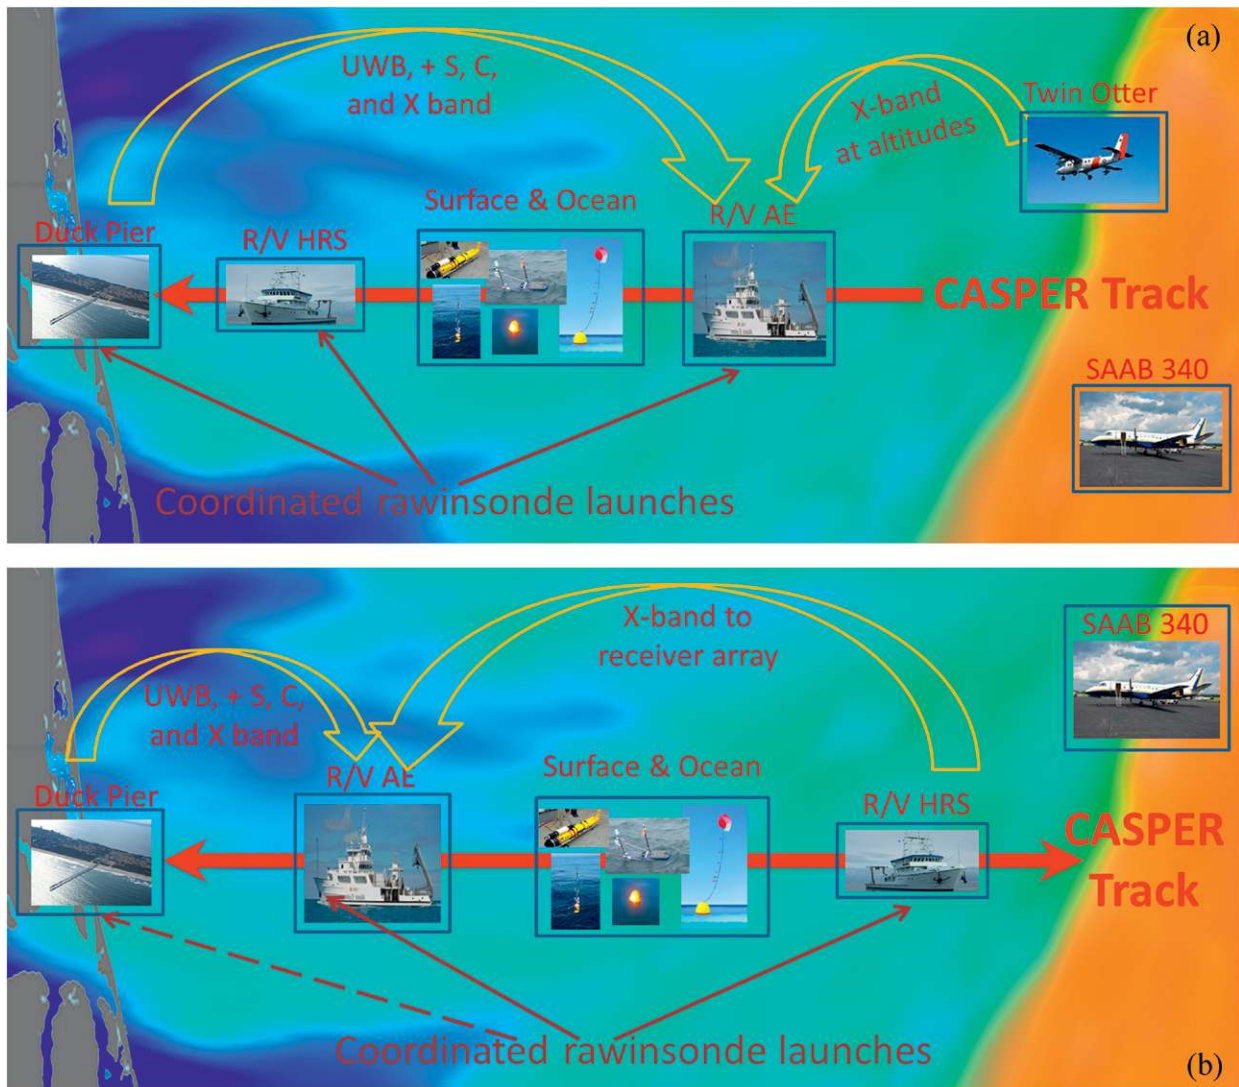 (a)
UWB, + S, C,
and X band
X-band
at altitudes
Twin Otter
Surface & Ocean
R/V AE
Duck Pier
R/V HRS
CASPER Track
SAAB 340
Coordinated rawinsonde launches
X-band to
receiver array
SAAB 340
UWB, + S, C,
and X band
R/V AE
Surface & Ocean
Duck Pier
R/V HRS
CASPER
Track
Coordinated rawinsonde launches
(b)